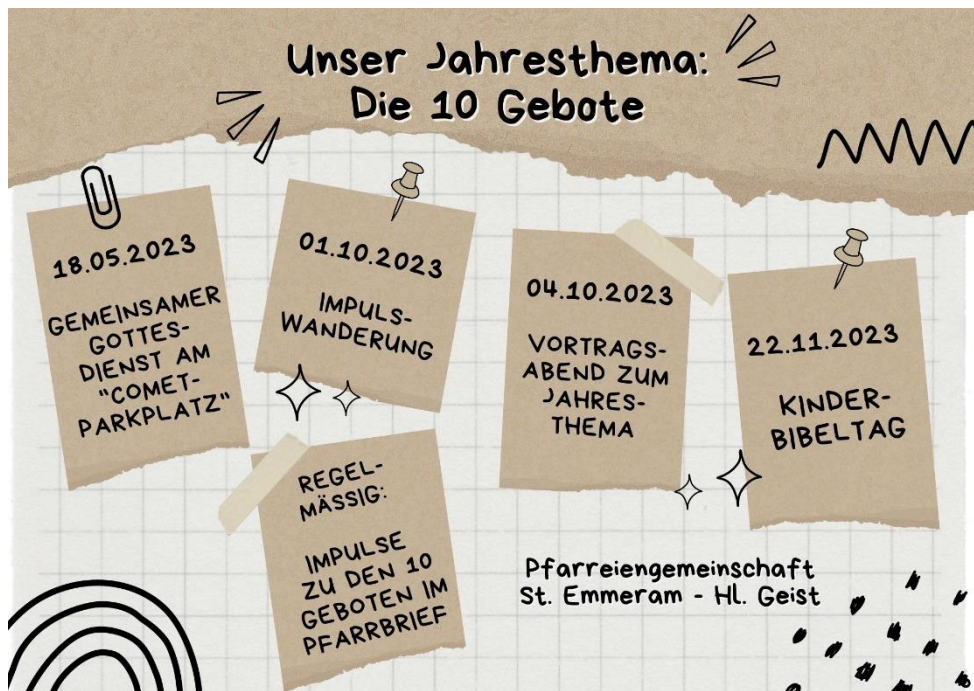 Unser Jahresthema:
Die 10 Gebote
18.05.2023
GEMEINSAMER
GOTTES-
DIENST AM
"COMET-
PARKPLATZ"
01.10.2023
IMPULS-
WANDERUNG
04.10.2023
VORTRAGS-
ABEND ZUM
JAHRES-
THEMA
22.11.2023
KINDER-
BIBELTAG
REGEL-
MÄSSIG:
IMPULSE
ZU DEN 10
GEBOTEN IM
PFARRBRIEF
Pfarreiengemeinschaft
St. Emmeram - Hl. Geist